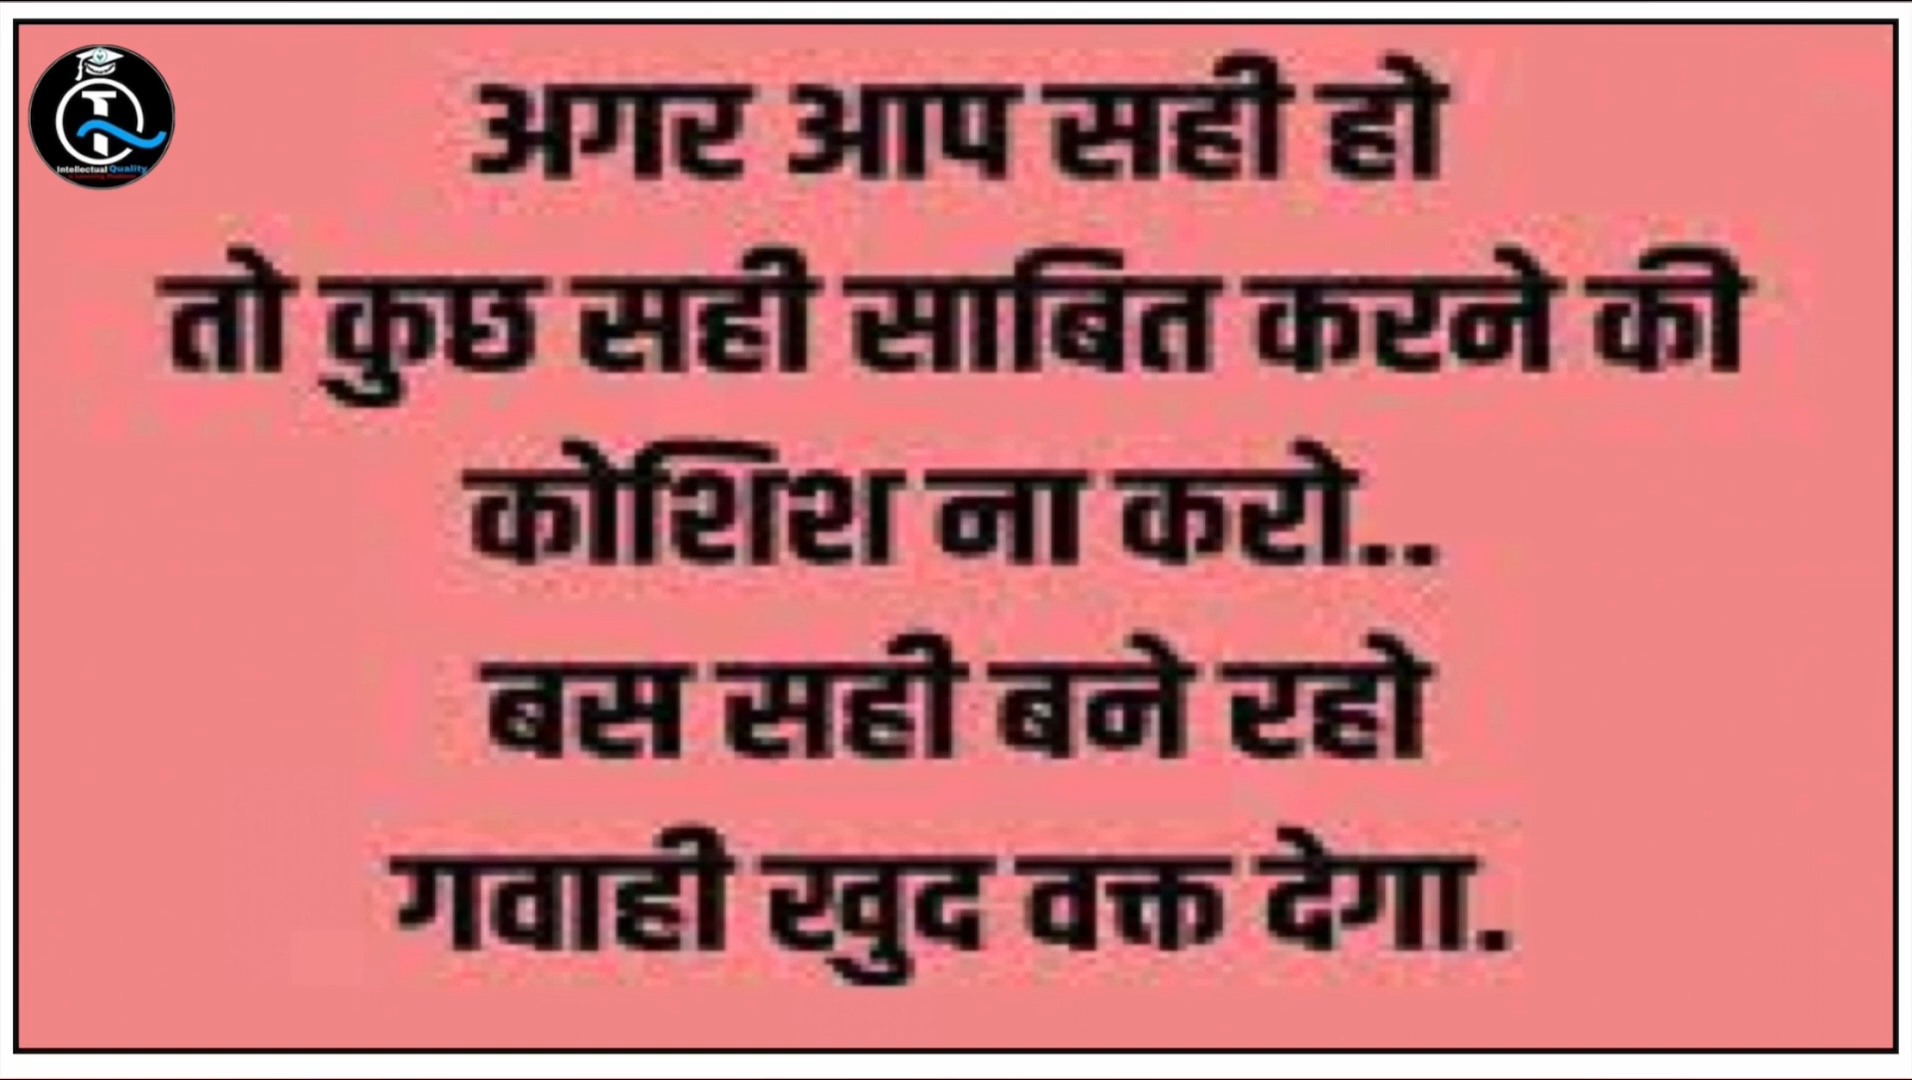 Intellectual Quality
अगर आप सही हो
तो कुछ सही साबित करने की
कोशिश ना करो..
बस सही बने रहो
गवाही खुद वक्त देगा.